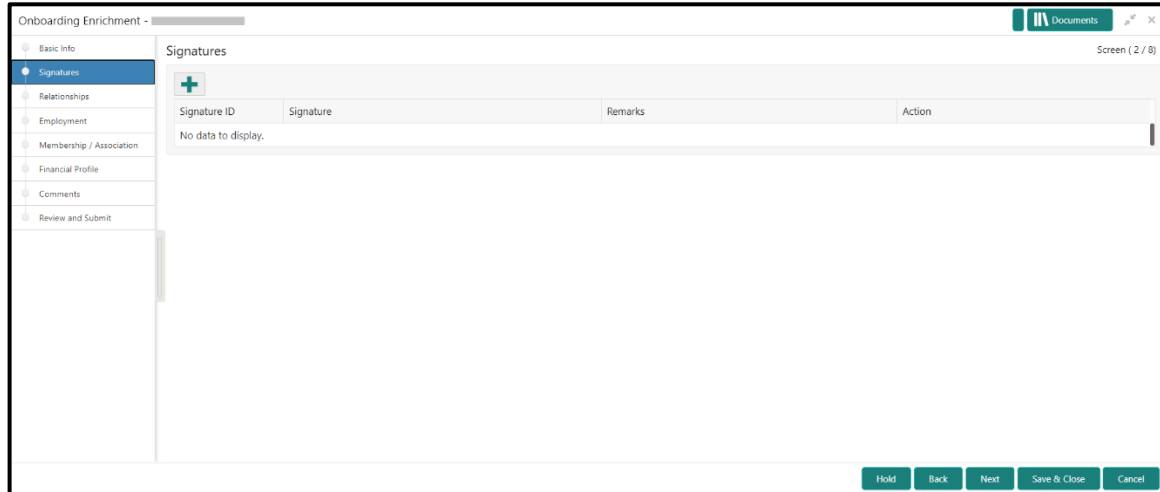 Onboarding Enrichment -
Documents
Basic Info
Signatures
Relationships
Employment
Membership / Association
Financial Profile
Comments
Review and Submit
Signatures
Screen ( 2 / 8)
Signature ID Signature Remarks Action
No data to display.
Hold Back Next Save & Close Cancel